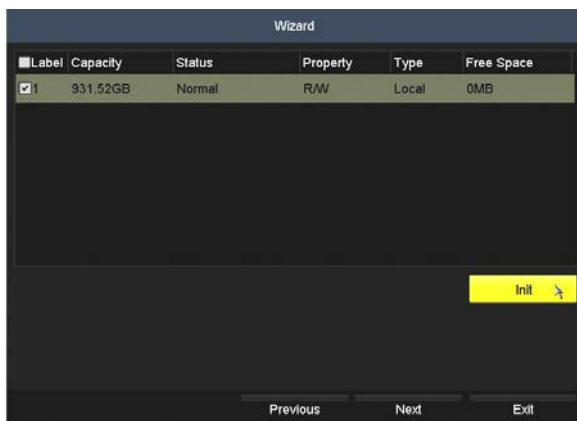 Wizard
Label Capacity Status Property Type Free Space
1 931.52GB Normal R/W Local 0MB
Init
Previous Next Exit